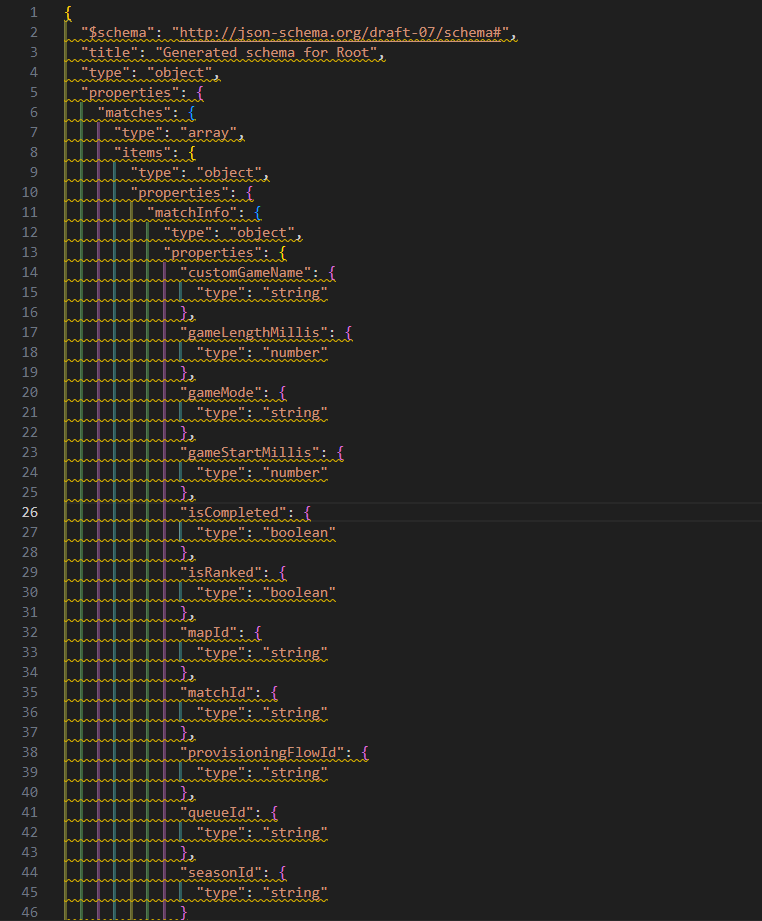 1 {
2 "$schema": "http://json-schema.org/draft-07/schema#",
3 "title": "Generated schema for Root",
4 "type": "object",
5 "properties": {
6 "matches": {
7 "type": "array",
8 "items": {
9 "type": "object",
10 "properties": {
11 "matchInfo": {
12 "type": "object",
13 "properties": {
14 "customGameName": {
15 "type": "string"
16 },
17 "gameLengthMillis": {
18 "type": "number"
19 },
20 "gameMode": {
21 "type": "string"
22 },
23 "gameStartMillis": {
24 "type": "number"
25 },
26 "isCompleted": {
27 "type": "boolean"
28 },
29 "isRanked": {
30 "type": "boolean"
31 },
32 "mapId": {
33 "type": "string"
34 },
35 "matchId": {
36 "type": "string"
37 },
38 "provisioningFlowId": {
39 "type": "string"
40 },
41 "queueId": {
42 "type": "string"
43 },
44 "seasonId": {
45 "type": "string"
46 }